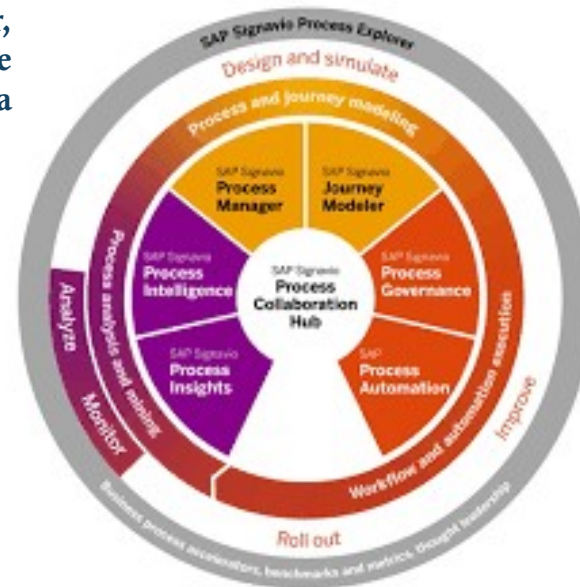 r,
e
a
SAP Signavio Process Explorer
Design and simulate
Process and journey modeling
SAP Signavio
Process
Manager
SAP Signavio
Journey
Modeler
SAP Signavio
Process
Intelligence
SAP Signavio
Process
Collaboration
Hub
SAP Signavio
Process
Governance
SAP Signavio
Process
Insights
SAP
Process
Automation
Process analysis and mining
Analyze
Monitor
Workflow and automation execution
Improve
Roll out
Business process accelerators, benchmarks and metrics, thought leadership